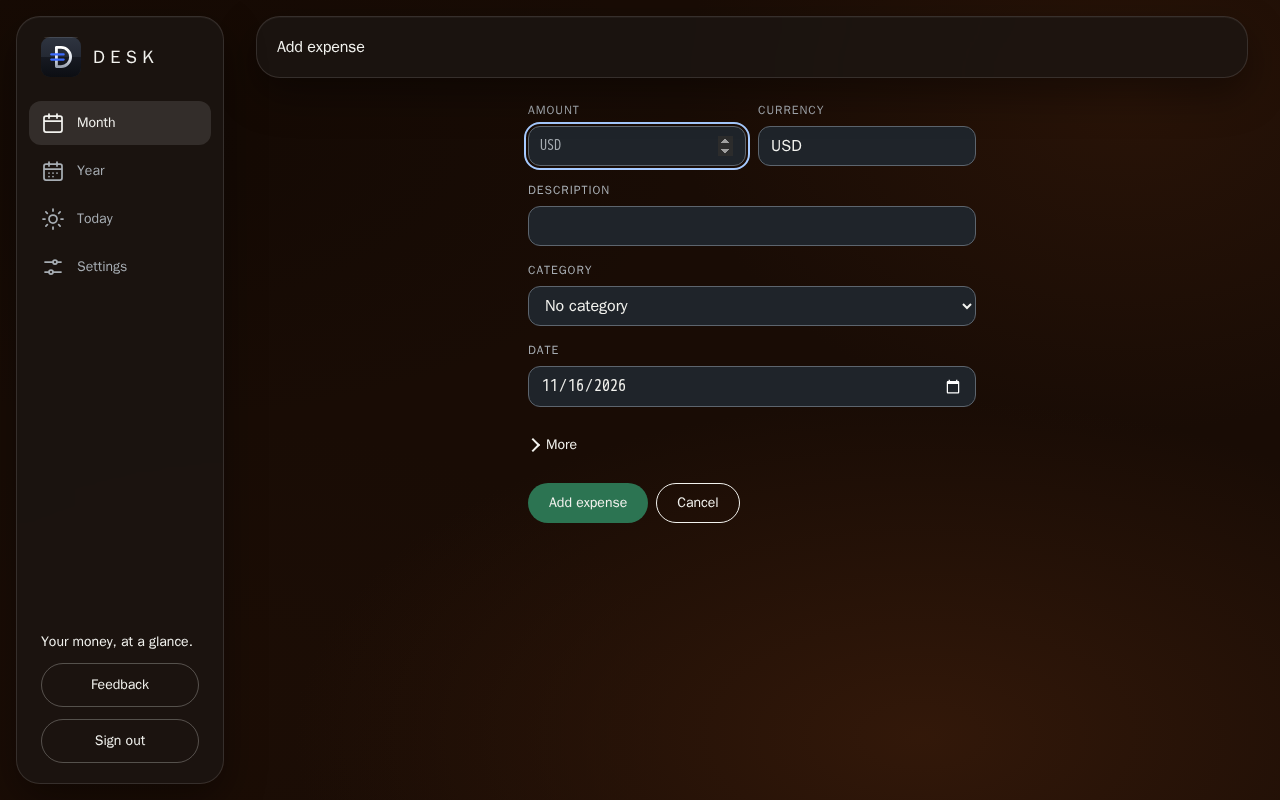 DESK
Month
Year
Today
Settings
Your money, at a glance.
Feedback
Sign out
Add expense
AMOUNT
CURRENCY
USD
USD
DESCRIPTION
CATEGORY
No category
DATE
11/16/2026
More
Add expense
Cancel